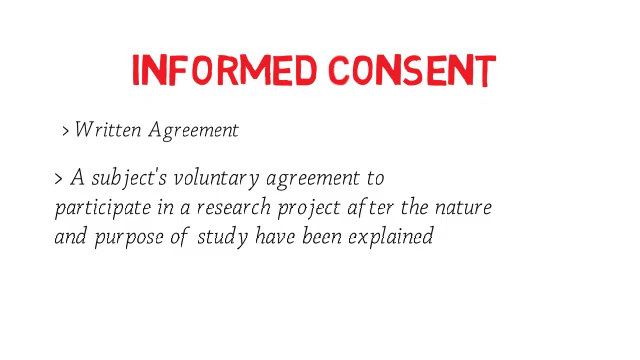 INFORMED CONSENT
> Written Agreement
> A subject's voluntary agreement to
participate in a research project after the nature
and purpose of study have been explained